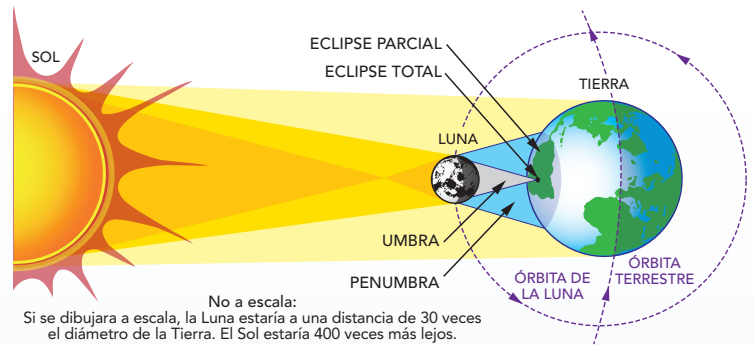 SOL
ECLIPSE PARCIAL
ECLIPSE TOTAL
TIERRA
LUNA
UMBRA
PENUMBRA
ÓRBITA DE
LA LUNA
ÓRBITA
TERRESTRE
No a escala:
Si se dibujara a escala, la Luna estaría a una distancia de 30 veces
el diámetro de la Tierra. El Sol estaría 400 veces más lejos.